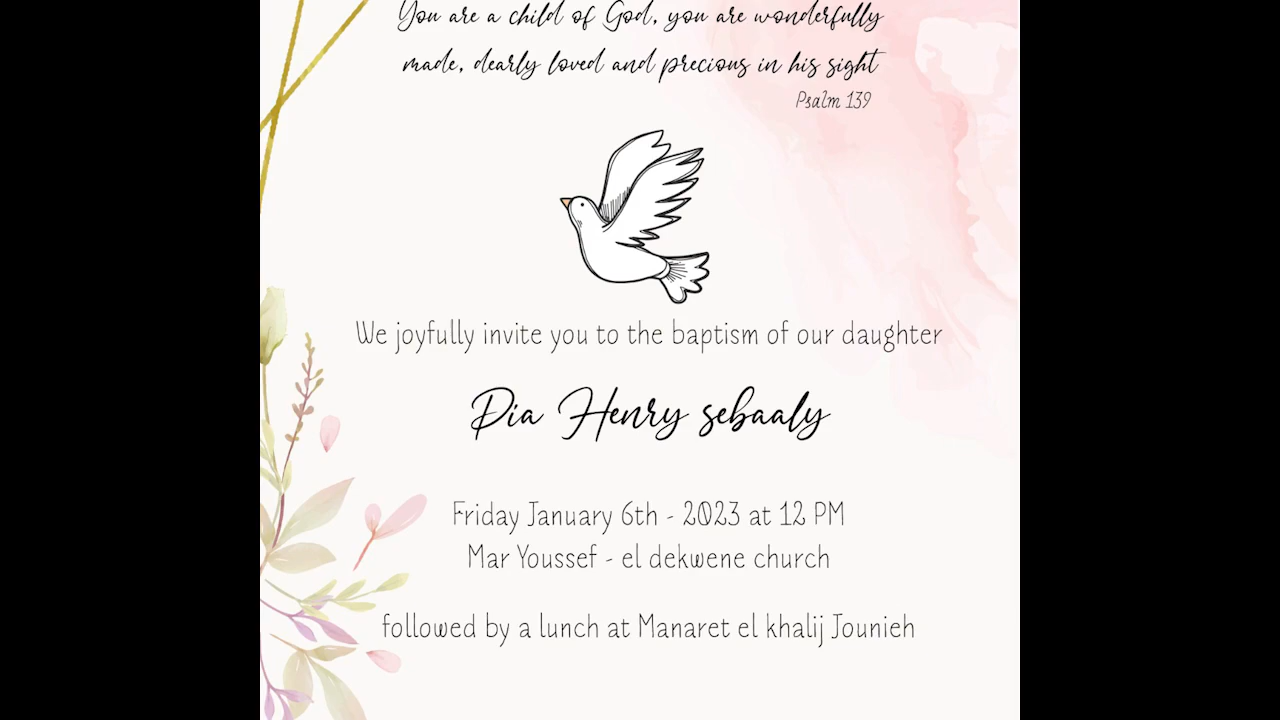 You are a child of God, you are wonderfully
made, dearly loved and precious in his sight
Psalm 139
We joyfully invite you to the baptism of our daughter
Pia Henry sebaaly
Friday January 6th - 2023 at 12 PM
Mar Youssef - el dekwene church
followed by a lunch at Manaret el khalij Jounieh